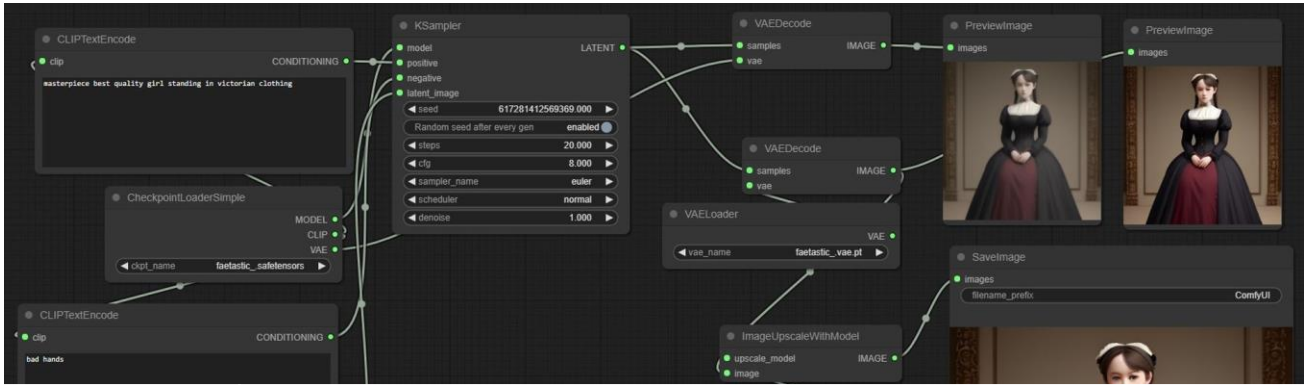 CLIPTextEncode
clip
CONDITIONING
masterpiece best quality girl standing in victorian clothing
CheckpointLoaderSimple
MODEL
CLIP
VAE
ckpt_name
faetastic_.safetensors
CLIPTextEncode
clip
CONDITIONING
bad hands
KSampler
model
LATENT
positive
negative
latent_image
seed
617281412569369.000
Random seed after every gen
enabled
steps
20.000
cfg
8.000
sampler_name
euler
scheduler
normal
denoise
1.000
VAEDecode
samples
IMAGE
vae
VAEDecode
samples
IMAGE
vae
VAELoader
VAE
vae_name
faetastic_.vae.pt
ImageUpscaleWithModel
upscale_model
IMAGE
image
PreviewImage
images
PreviewImage
images
SaveImage
images
filename_prefix
ComfyUI